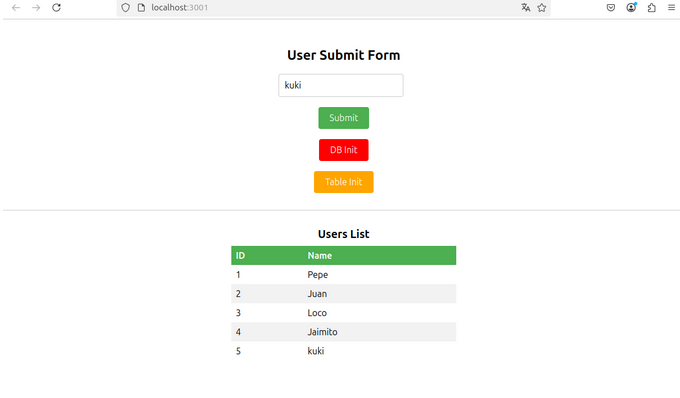 localhost:3001
User Submit Form
kuki
Submit
DB Init
Table Init
Users List
ID Name
1 Pepe
2 Juan
3 Loco
4 Jaimito
5 kuki